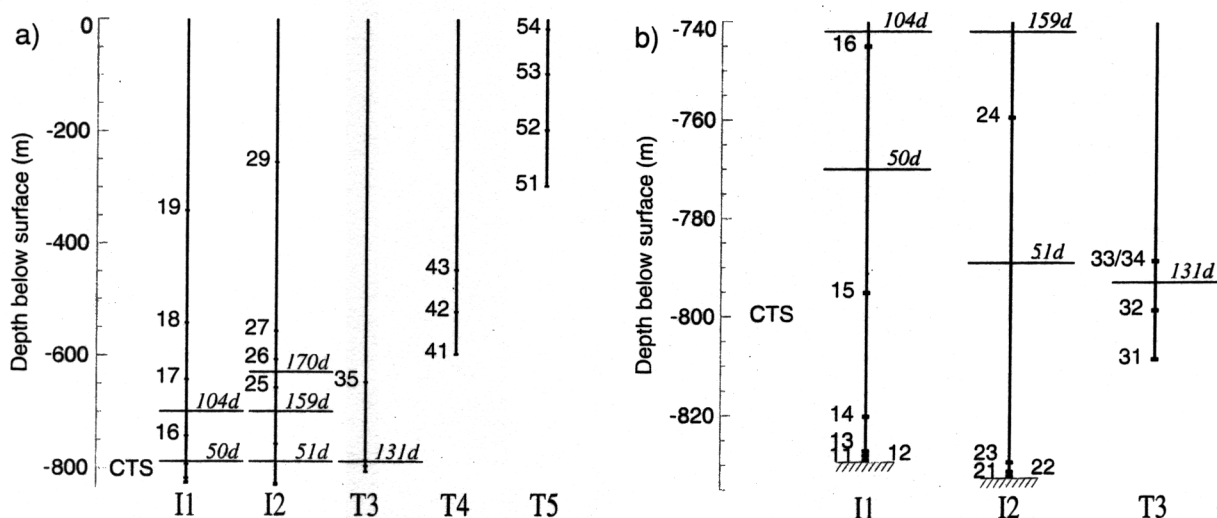 a)
0
-200
-400
-600
-800
Depth below surface (m)
CTS
19
18
17
104d
16
50d
I1
29
27
26
170d
25
159d
51d
I2
35
131d
T3
43
42
41
T4
54
53
52
51
T5
b)
-740
-760
-780
-800
-820
Depth below surface (m)
CTS
104d
16
50d
15
14
13
11
12
I1
159d
24
51d
23
21
22
I2
33/34
131d
32
31
T3